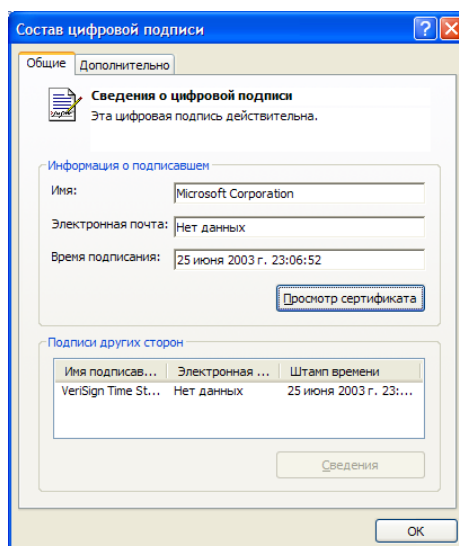 Состав цифровой подписи
Общие
Дополнительно
Сведения о цифровой подписи
Эта цифровая подпись действительна.
Информация о подписавшем
Имя:
Microsoft Corporation
Электронная почта:
Нет данных
Время подписания:
25 июня 2003 г. 23:06:52
Просмотр сертификата
Подписи других сторон
Имя подписав... Электронная ... Штамп времени
VeriSign Time St... Нет данных 25 июня 2003 г. 23:...
Сведения
OK